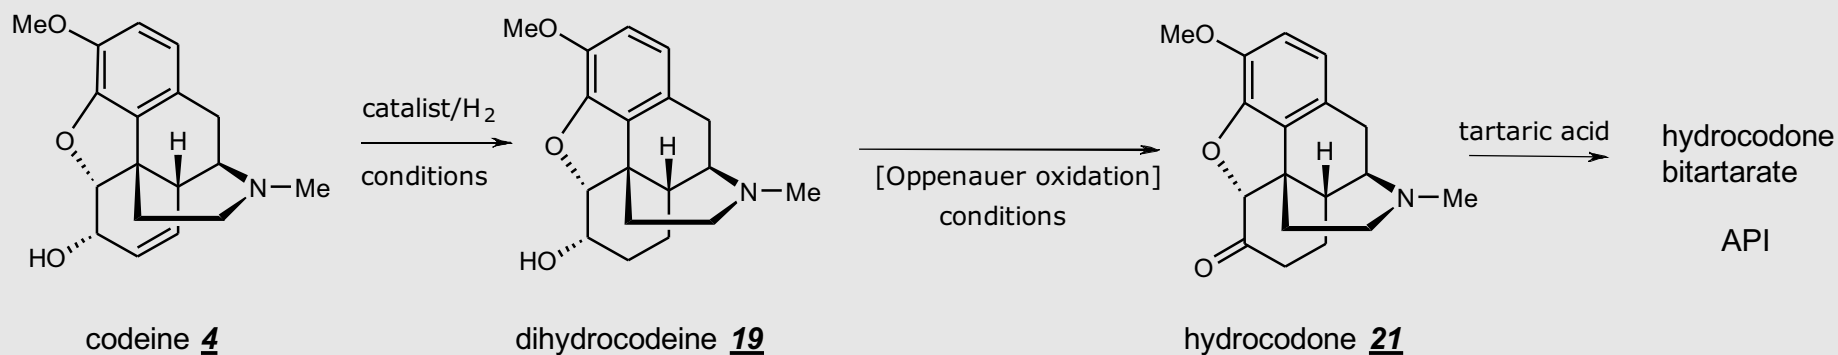 MeO
O
H
N
Me
HO
codeine 4
catalist/H2
conditions
MeO
O
H
N
Me
HO
dihydrocodeine 19
[Oppenauer oxidation]
conditions
MeO
O
H
N
Me
O
hydrocodone 21
tartaric acid
hydrocodone
bitartarate
API